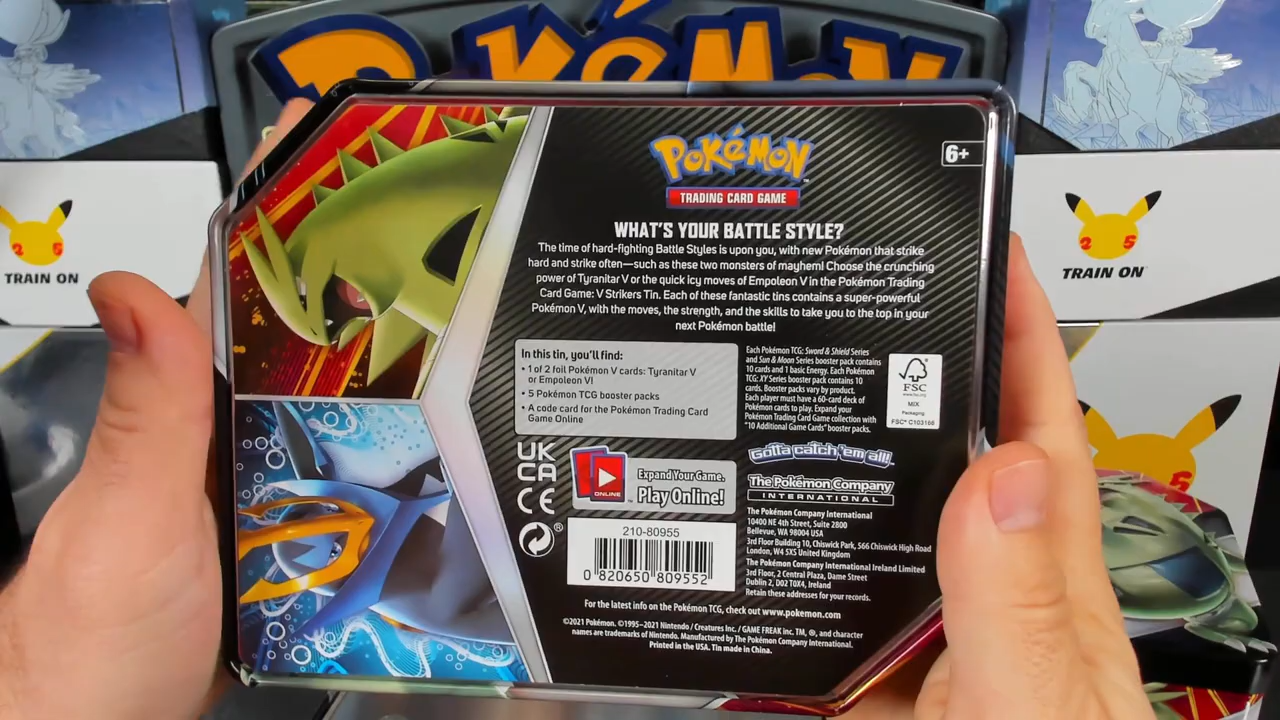 POKéMON
TRAIN ON
25
TRAIN ON
25
5
Pokémon
TRADING CARD GAME
6+
WHAT'S YOUR BATTLE STYLE?
The time of hard-fighting Battle Styles is upon you, with new Pokémon that strike
hard and strike often—such as these two monsters of mayhem! Choose the crunching
power of Tyranitar V or the quick icy moves of Empoleon V in the Pokémon Trading
Card Game: V Strikers Tin. Each of these fantastic tins contains a super-powerful
Pokémon V, with the moves, the strength, and the skills to take you to the top in your
next Pokémon battle!
In this tin, you'll find:
• 1 of 2 foil Pokémon V cards: Tyranitar V
or Empoleon V!
• 5 Pokémon TCG booster packs
• A code card for the Pokémon Trading Card
Game Online
Each Pokémon TCG: Sword & Shield Series
and Sun & Moon Series booster pack contains
10 cards and 1 basic Energy. Each Pokémon
TCG: XY Series booster pack contains 10
cards. Booster packs vary by product.
Each player must have a 60-card deck of
Pokémon cards to play. Expand your
Pokémon Trading Card Game collection with
"10 Additional Game Cards" booster packs.
FSC
www.fsc.org
MIX
Packaging
FSC® C103166
UK
CA
CE
®
ONLINE
Expand Your Game.
Play Online!
Gotta catch 'em all!
The Pokémon Company
INTERNATIONAL
210-80955
0 820650 809552
The Pokémon Company International
10400 NE 4th Street, Suite 2800
Bellevue, WA 98004 USA
3rd Floor Building 10, Chiswick Park, 566 Chiswick High Road
London, W4 5XS United Kingdom
The Pokémon Company International Ireland Limited
3rd Floor, 2 Central Plaza, Dame Street
Dublin 2, D02 T0X4, Ireland
Retain these addresses for your records.
For the latest info on the Pokémon TCG, check out www.pokemon.com
©2021 Pokémon. ©1995–2021 Nintendo / Creatures Inc. / GAME FREAK inc. TM, ®, and character
names are trademarks of Nintendo. Manufactured by The Pokémon Company International.
Printed in the USA. Tin made in China.